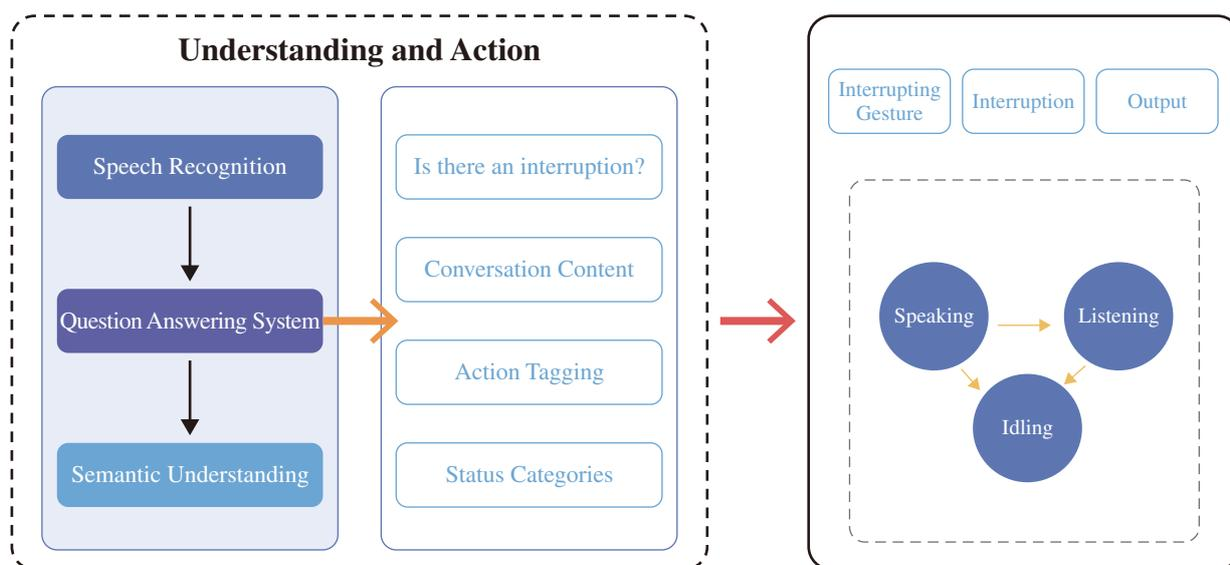 Understanding and Action
Speech Recognition
Question Answering System
Semantic Understanding
Is there an interruption?
Conversation Content
Action Tagging
Status Categories
Interrupting
Gesture
Interruption
Output
Speaking
Listening
Idling